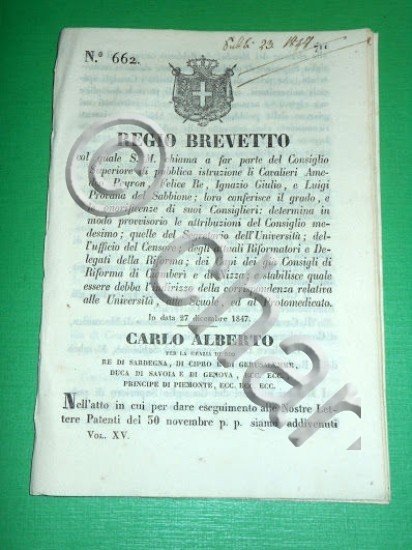 N.° 662.
Pubbl. 23. 1847
REGIO BREVETTO
col quale S. M. chiama a far parte del Consiglio
Superiore di pubblica istruzione li Cavalieri Ame-
deo Peyron, Felice Re, Ignazio Giulio, e Luigi
Provana del Sabbione; loro conferisce il grado, e
le onorificenze di suoi Consiglieri: determina in
modo provvisorio le attribuzioni del Consiglio me-
desimo; quelle del Segretario dell'Università; del-
l'ufficio del Censore, degli attuali Riformatori e De-
legati della Riforma; dei Capi dei già Consigli di
Riforma di Ciamberì e di Nizza, e stabilisce quale
essere debba l'indirizzo della corrispondenza relativa
alle Università, alle Scuole, ed al Protomedicato.
In data 27 dicembre 1847.
CARLO ALBERTO
PER LA GRAZIA DI DIO
RE DI SARDEGNA, DI CIPRO E DI GERUSALEMME,
DUCA DI SAVOIA E DI GENOVA, ECC. ECC.
PRINCIPE DI PIEMONTE, ECC. ECC. ECC.
Nell'atto in cui per dare eseguimento alle Nostre Let-
tere Patenti del 30 novembre p. p. siamo addivenuti
VOL. XV.